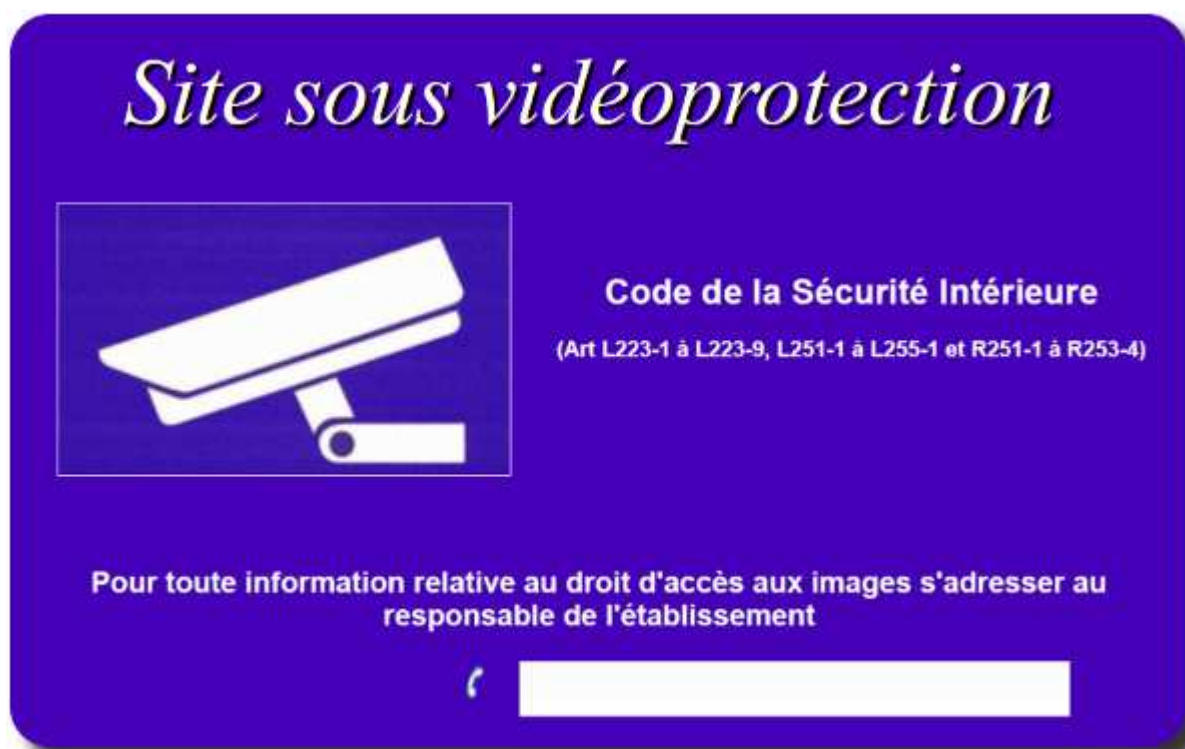 Site sous vidéoprotection
Code de la Sécurité Intérieure
(Art L223-1 à L223-9, L251-1 à L255-1 et R251-1 à R253-4)
Pour toute information relative au droit d'accès aux images s'adresser au
responsable de l'établissement